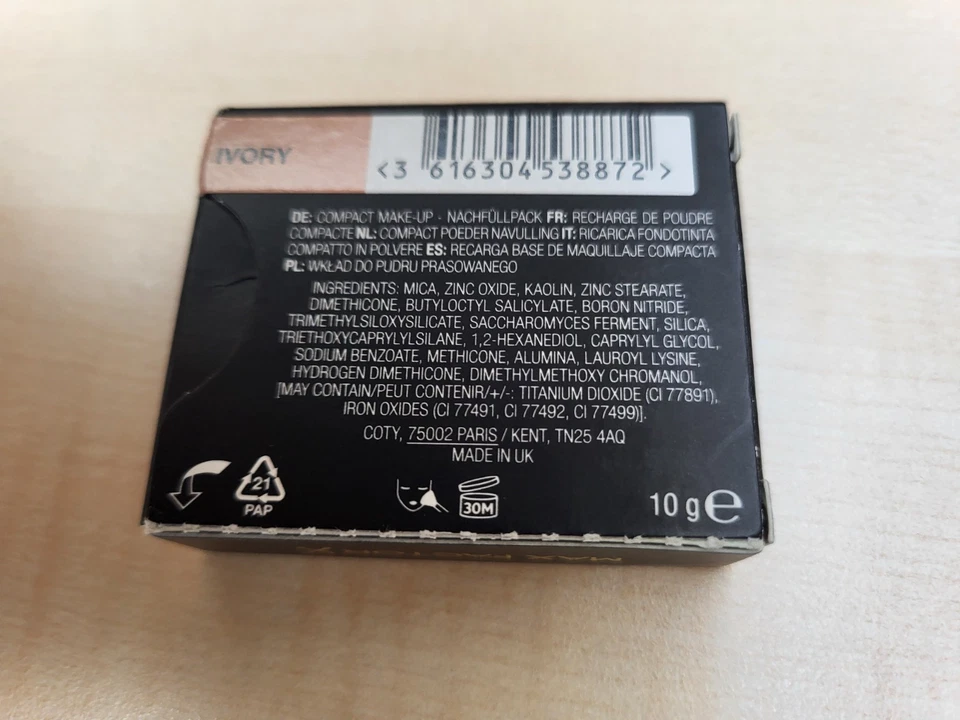 IVORY
<3 616304 538872 >
DE: COMPACT MAKE-UP - NACHFÜLLPACK FR: RECHARGE DE POUDRE
COMPACTE NL: COMPACT POEDER NAVULLING IT: RICARICA FONDOTINTA
COMPATTO IN POLVERE ES: RECARGA BASE DE MAQUILLAJE COMPACTA
PL: WKŁAD DO PUDRU PRASOWANEGO
INGREDIENTS: MICA, ZINC OXIDE, KAOLIN, ZINC STEARATE,
DIMETHICONE, BUTYLOCTYL SALICYLATE, BORON NITRIDE,
TRIMETHYLSILOXYSILICATE, SACCHAROMYCES FERMENT, SILICA,
TRIETHOXYCAPRYLYLSILANE, 1,2-HEXANEDIOL, CAPRYLYL GLYCOL,
SODIUM BENZOATE, METHICONE, ALUMINA, LAUROYL LYSINE,
HYDROGEN DIMETHICONE, DIMETHYLMETHOXY CHROMANOL,
[MAY CONTAIN/PEUT CONTENIR/+/-: TITANIUM DIOXIDE (CI 77891),
IRON OXIDES (CI 77491, CI 77492, CI 77499)].
COTY, 75002 PARIS / KENT, TN25 4AQ
MADE IN UK
21
PAP
30M
10 g e
MAX FACTOR